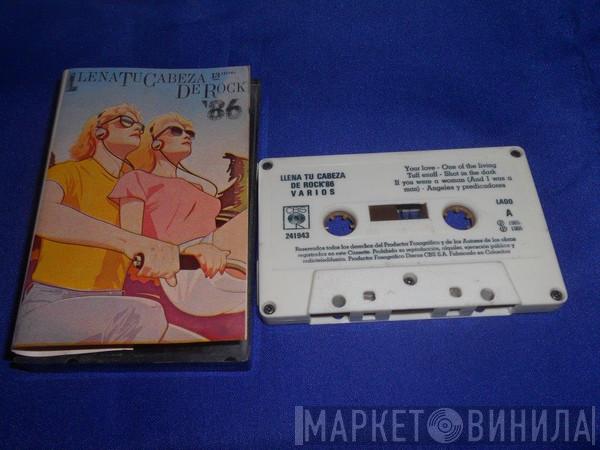 LLENA TU CABEZA
DE ROCK
'86
LLENA TU CABEZA
DE ROCK'86
VARIOS
CBS
241943
Your love - One of the living
Tuff enuff - Shot in the dark
If you were a woman (And I was a
man) - Angeles y predicadores
LADO
A
Reservados todos los derechos del Productor Fonográfico y de los Autores de las obras
registradas en este Cassette. Prohibida su reproducción, alquiler, ejecución pública y
radioteledifusión. Productor Fonográfico Discos CBS S.A. Fabricado en Colombia
МАРКЕТ ВИНИЛА